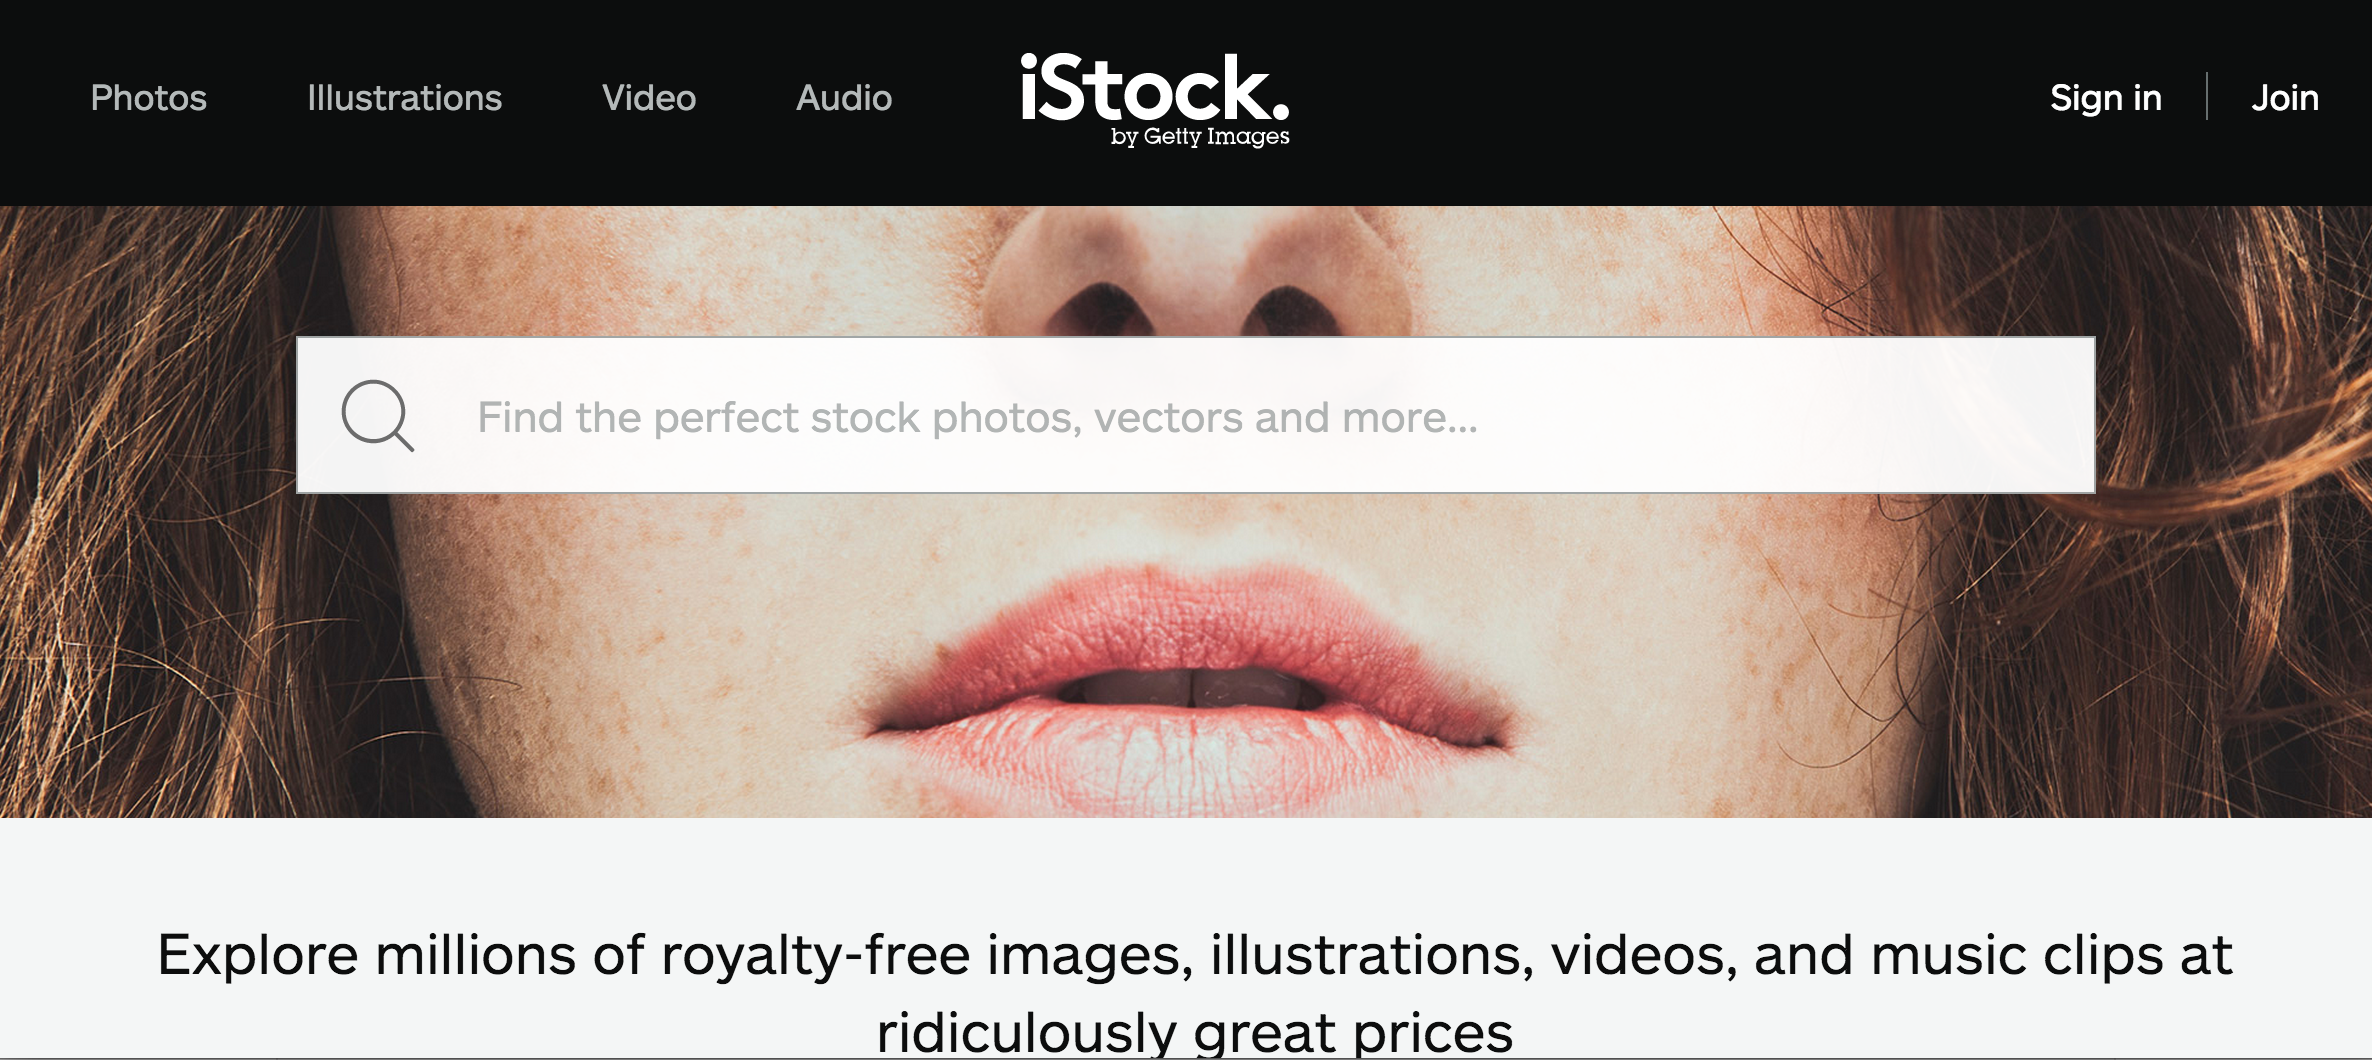 Photos Illustrations Video Audio iStock. Sign in Join
by Getty Images
Find the perfect stock photos, vectors and more...
Explore millions of royalty-free images, illustrations, videos, and music clips at
ridiculously great prices